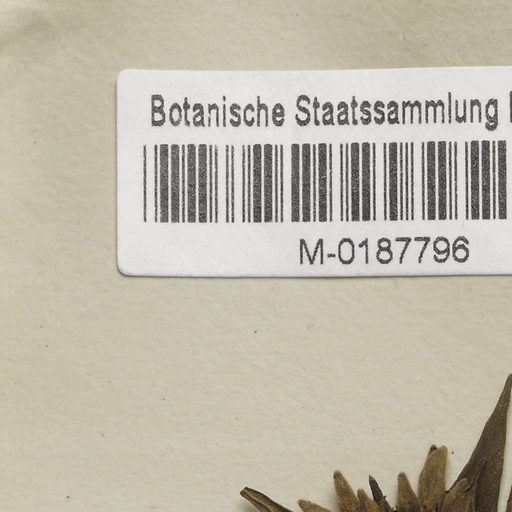 Botanische Staatssammlung
M-0187796